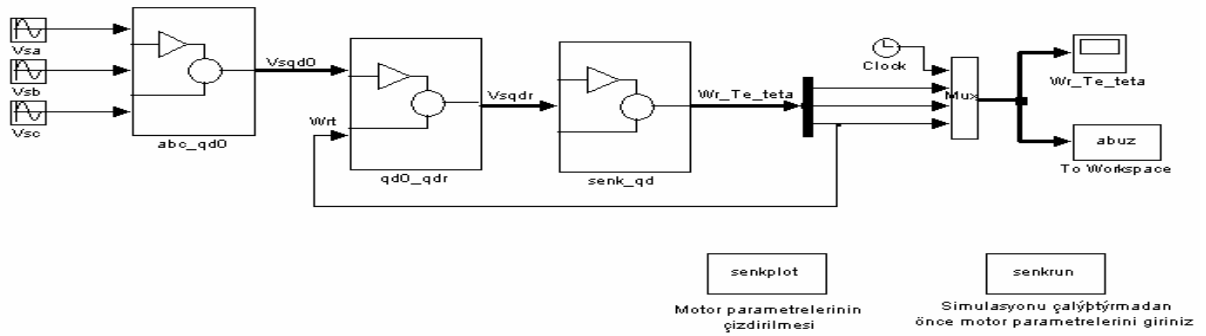 Vsa
Vsb
Vsc
abc_qd0
Vsqd0
Wrt
qd0_qdr
Vsqdr
senk_qd
Wr_Te_teta
Clock
Mux
Wr_Te_teta
abuz
To Workspace
senkplot
Motor parametrelerinin
çizdirilmesi
senkrun
Simulasyonu çalýþtýrmadan
önce motor parametrelerini giriniz